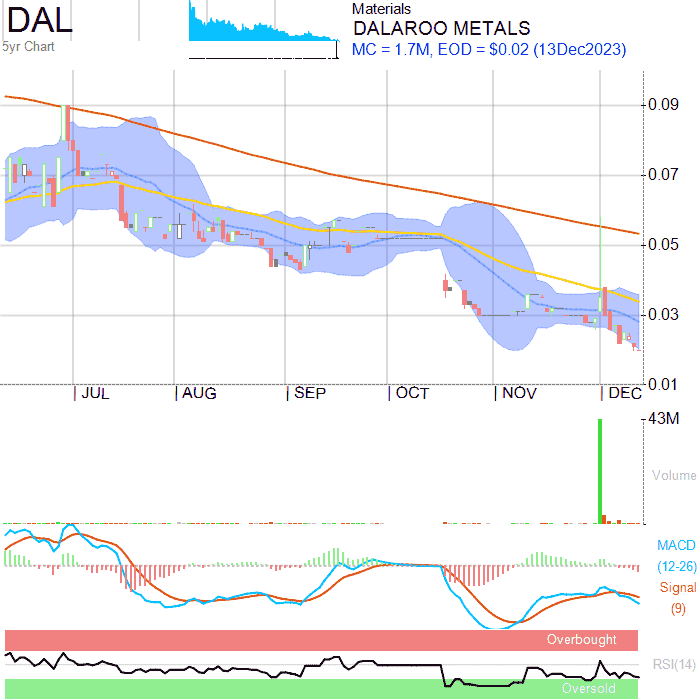 DAL
5yr Chart
Materials
DALAROO METALS
MC = 1.7M, EOD = $0.02 (13Dec2023)
0.09
0.07
0.05
0.03
0.01
JUL
AUG
SEP
OCT
NOV
DEC
43M
Volume
MACD
(12-26)
Signal
(9)
Overbought
RSI(14)
Oversold